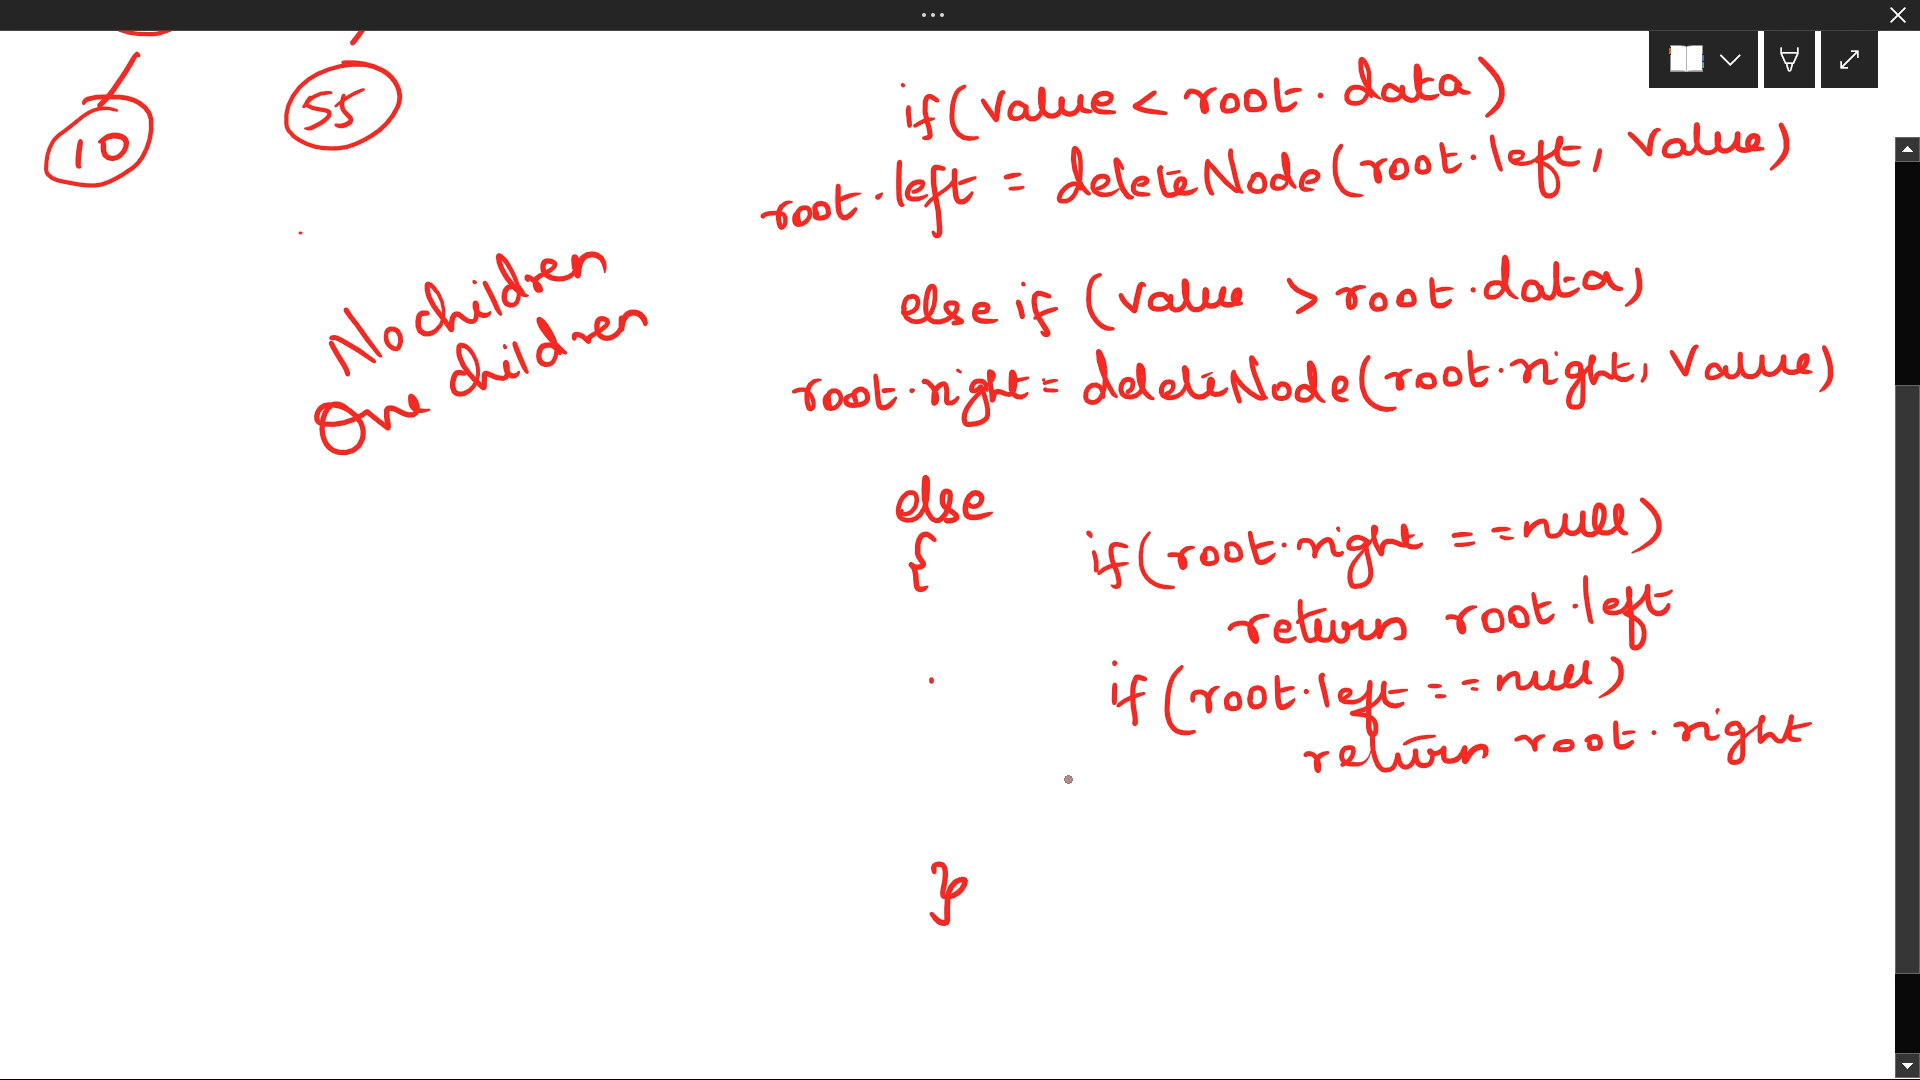 10
55
if(value < root.data)
root.left = deleteNode(root.left, value)
No children
One children
else if (value > root.data)
root.right = deleteNode(root.right, value)
else
{
if(root.right == null)
return root.left
if(root.left == null)
return root.right
}